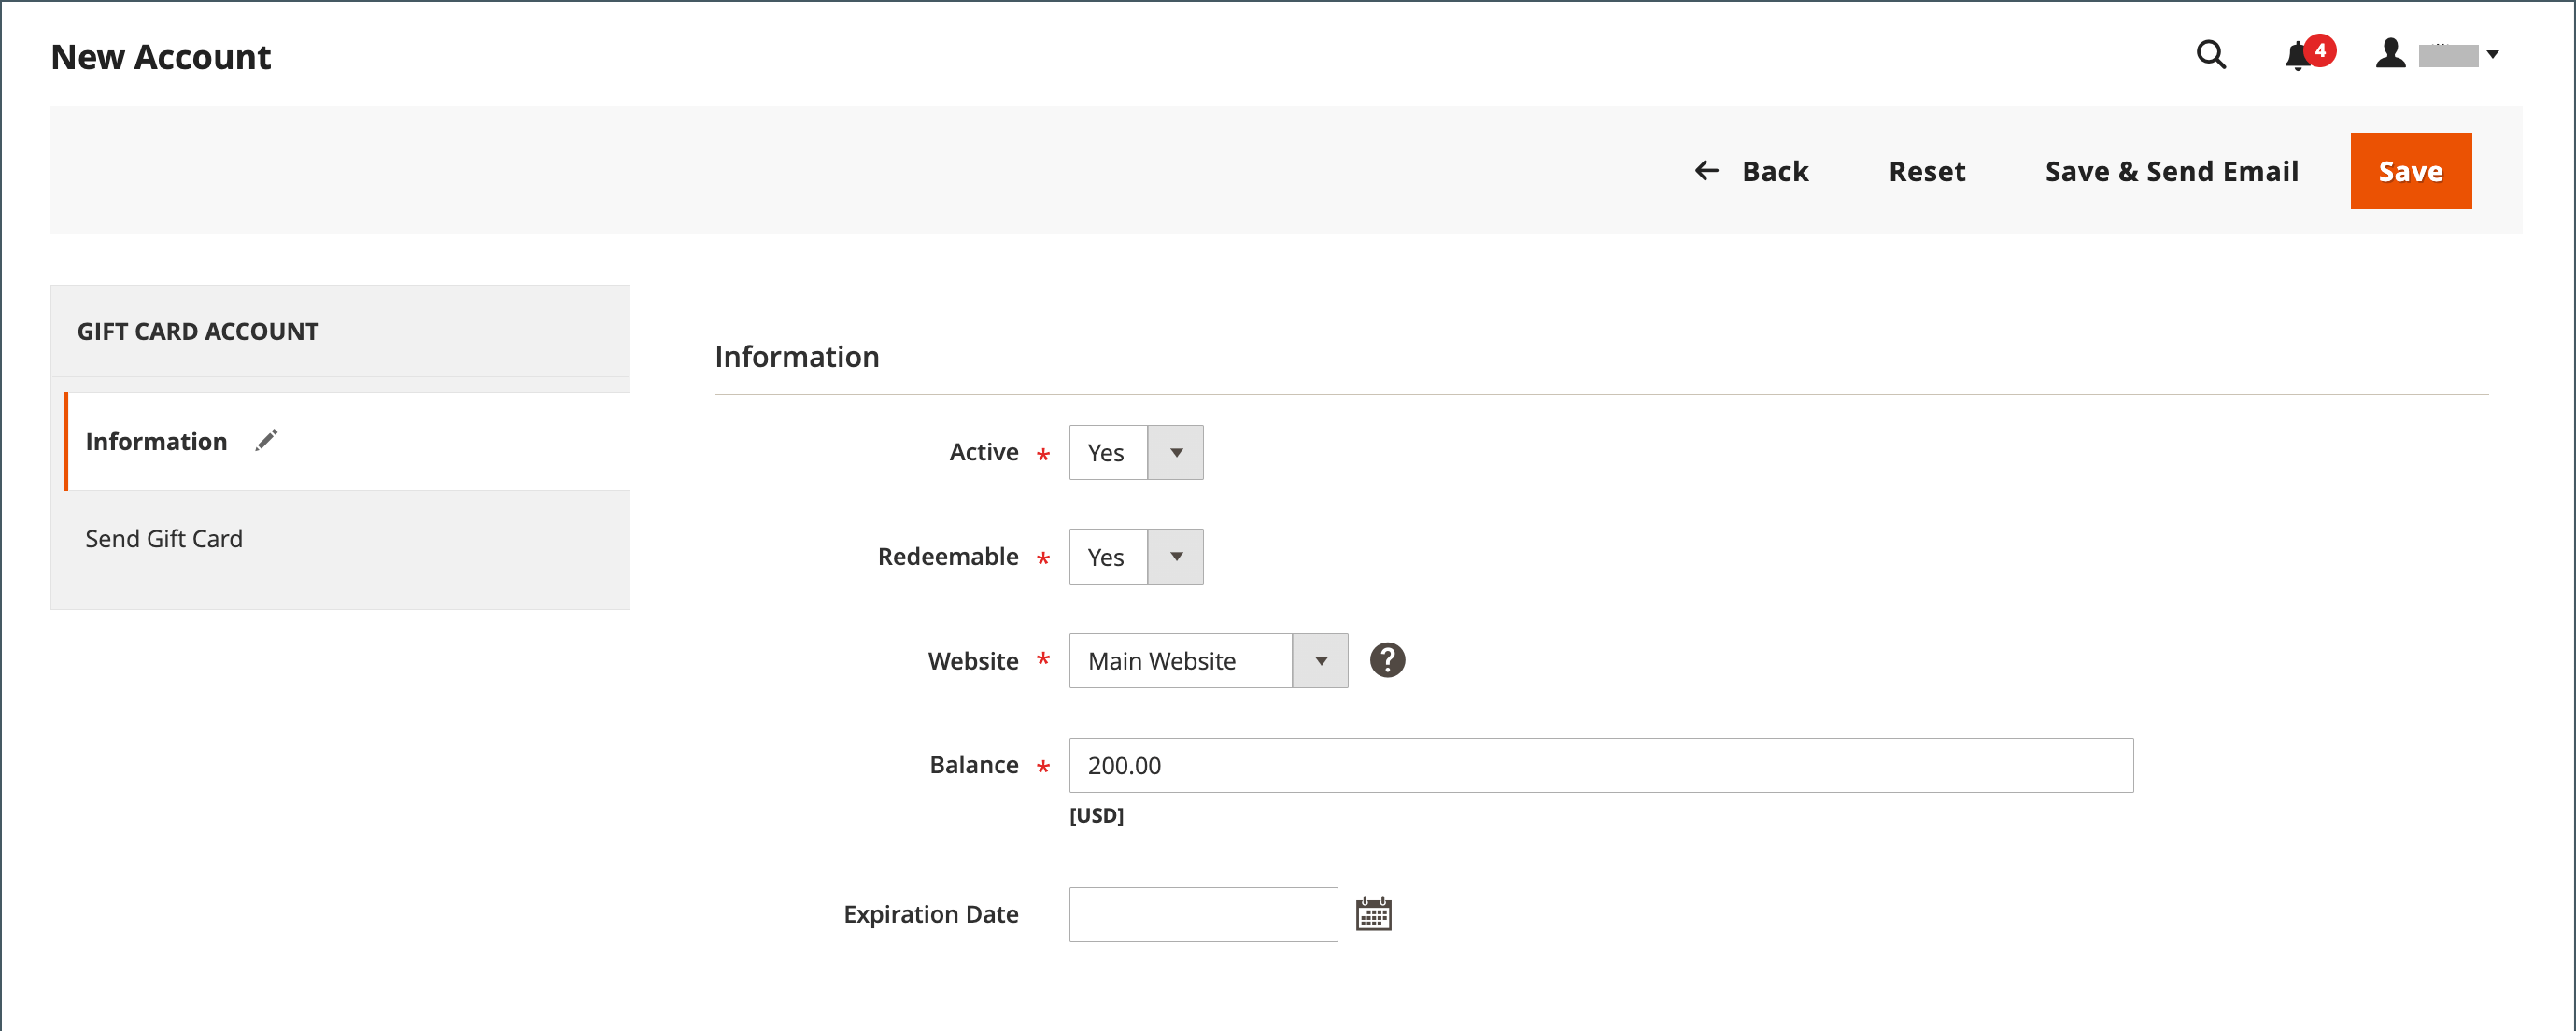 New Account
4
Back Reset Save & Send Email Save
GIFT CARD ACCOUNT
Information
Send Gift Card
Information
Active * Yes
Redeemable * Yes
Website * Main Website ?
Balance * 200.00
[USD]
Expiration Date